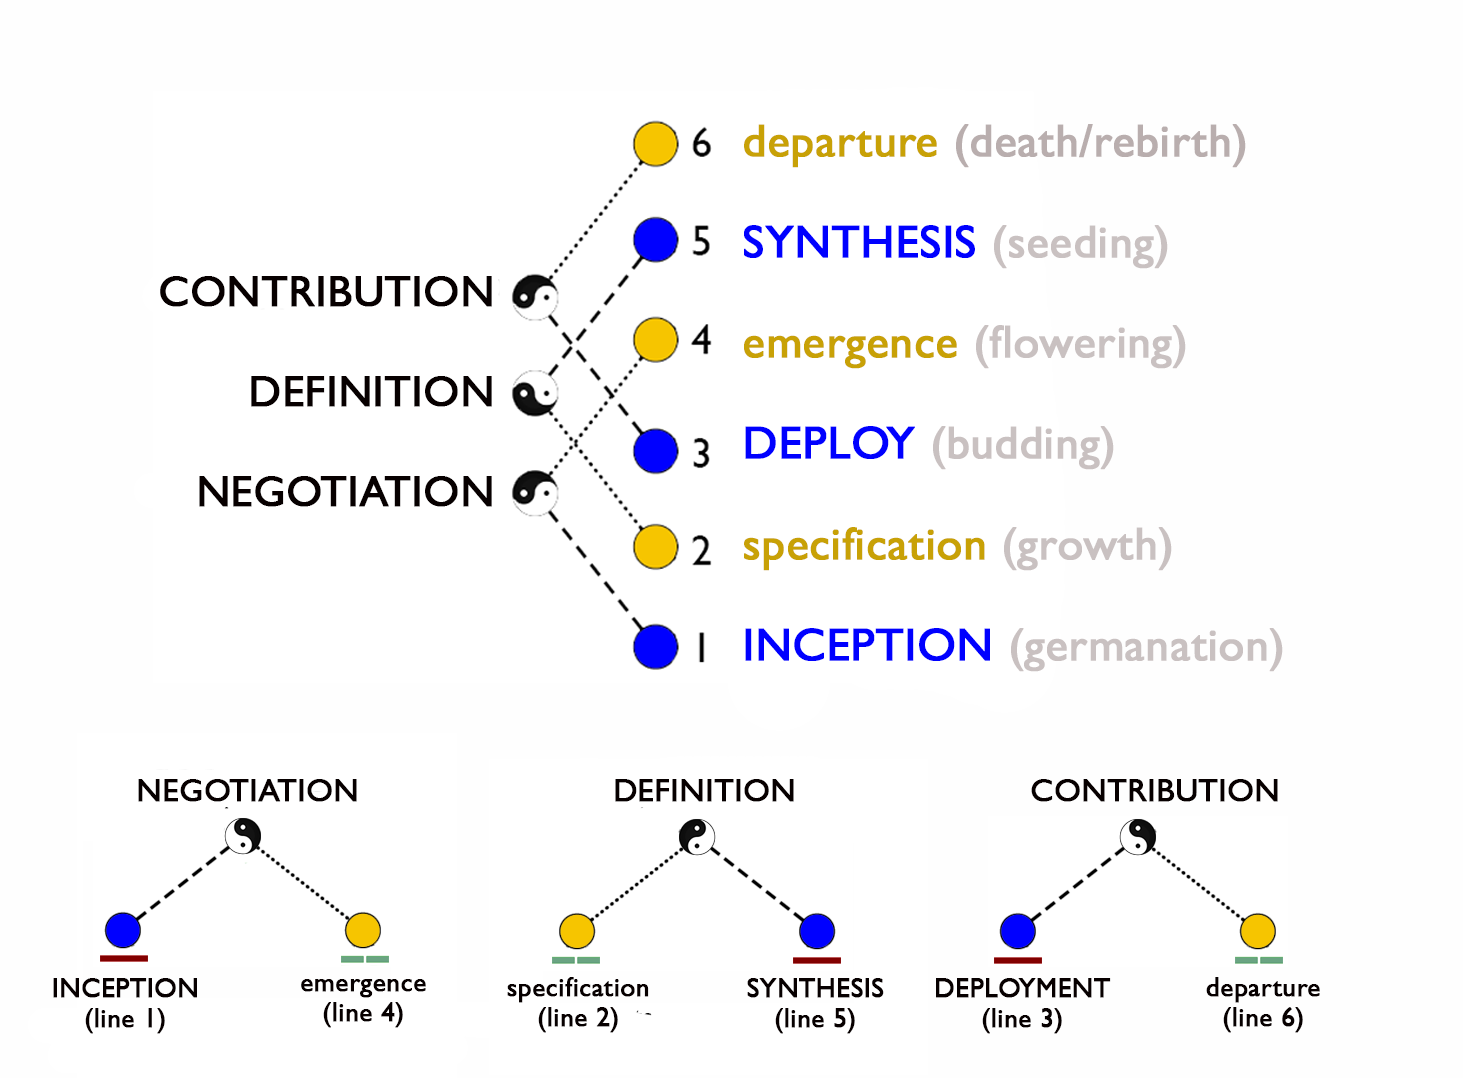 6 departure (death/rebirth)
5 SYNTHESIS (seeding)
CONTRIBUTION
4 emergence (flowering)
DEFINITION
3 DEPLOY (budding)
NEGOTIATION
2 specification (growth)
1 INCEPTION (germanation)
NEGOTIATION
INCEPTION
(line 1)
emergence
(line 4)
DEFINITION
specification
(line 2)
SYNTHESIS
(line 5)
CONTRIBUTION
DEPLOYMENT
(line 3)
departure
(line 6)